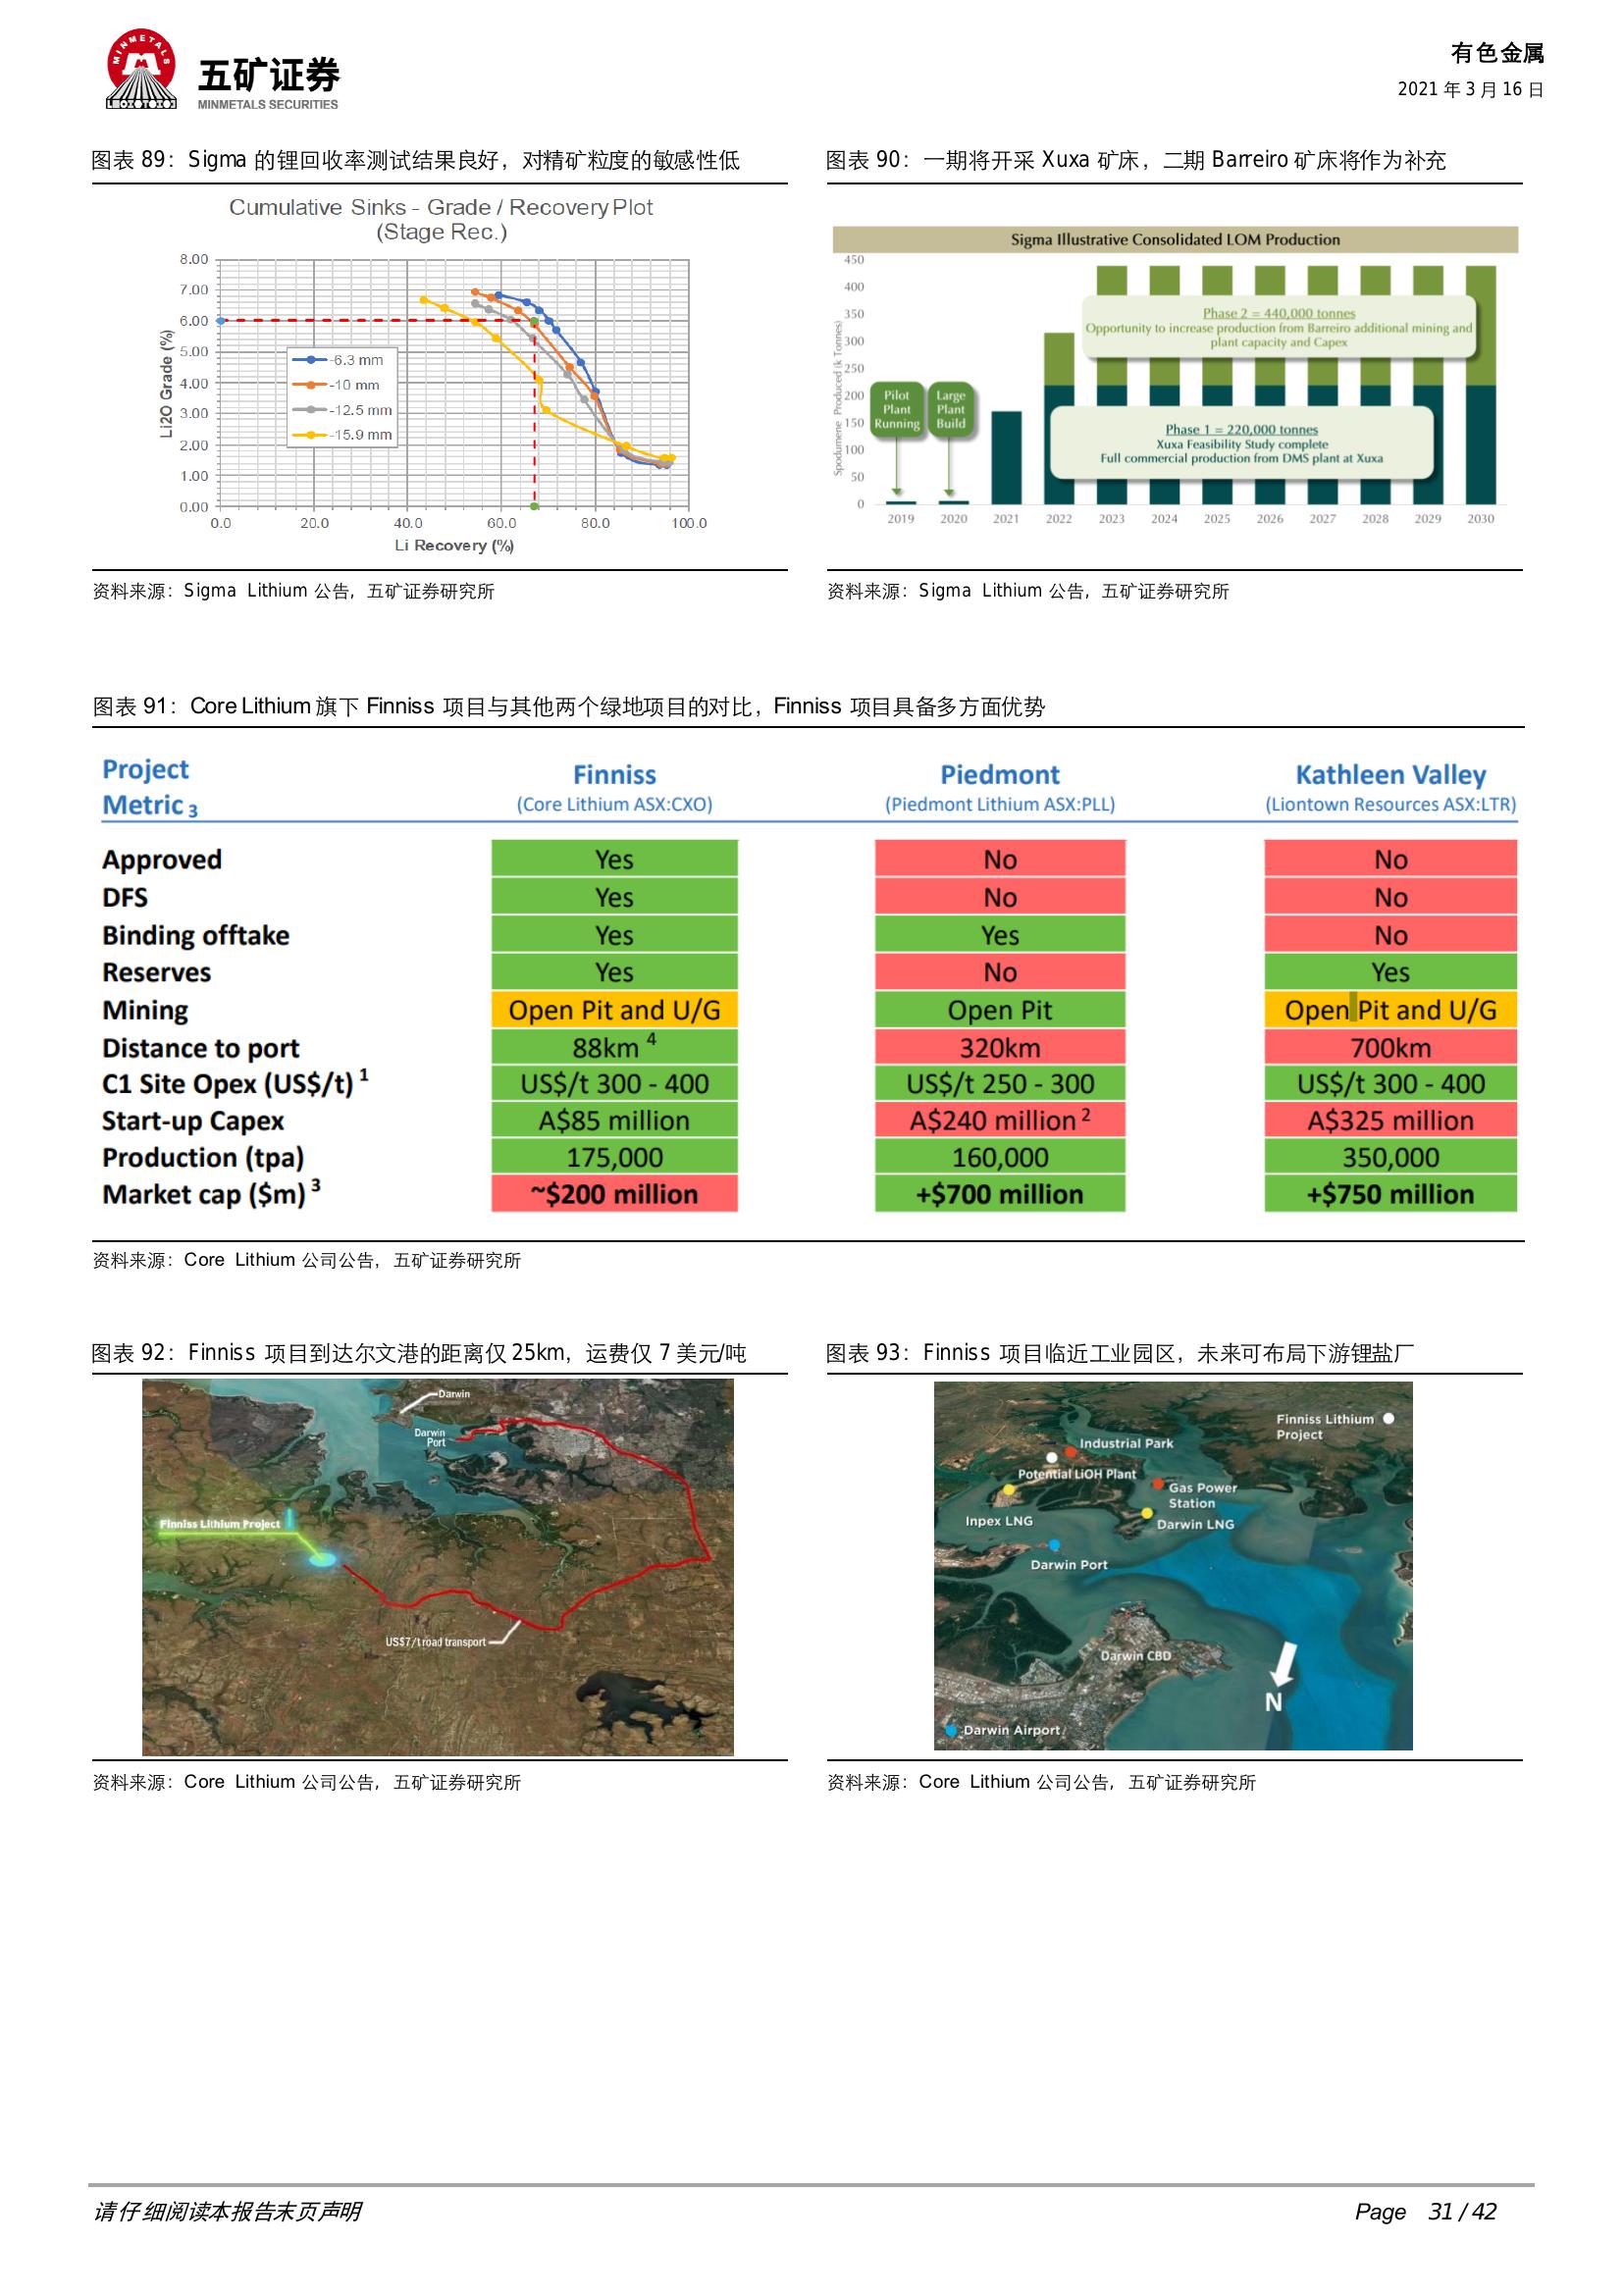 五矿证券
MINMETALS SECURITIES
有色金属
2021 年 3 月 16 日
图表 89：Sigma 的锂回收率测试结果良好，对精矿粒度的敏感性低
Cumulative Sinks - Grade / Recovery Plot
(Stage Rec.)
Li2O Grade (%)
8.00
7.00
6.00
5.00
4.00
3.00
2.00
1.00
0.00
-6.3 mm
-10 mm
-12.5 mm
-15.9 mm
0.0 20.0 40.0 60.0 80.0 100.0
Li Recovery (%)
资料来源：Sigma Lithium 公告，五矿证券研究所
图表 90：一期将开采 Xuxa 矿床，二期 Barreiro 矿床将作为补充
Sigma Illustrative Consolidated LOM Production
Spodumene Produced (k Tonnes)
450
400
350
300
250
200
150
100
50
0
Pilot
Plant
Running
Large
Plant
Build
Phase 2 = 440,000 tonnes
Opportunity to increase production from Barreiro additional mining and
plant capacity and Capex
Phase 1 = 220,000 tonnes
Xuxa Feasibility Study complete
Full commercial production from DMS plant at Xuxa
2019 2020 2021 2022 2023 2024 2025 2026 2027 2028 2029 2030
资料来源：Sigma Lithium 公告，五矿证券研究所
图表 91：Core Lithium 旗下 Finniss 项目与其他两个绿地项目的对比，Finniss 项目具备多方面优势
Project Finniss Piedmont Kathleen Valley
Metric 3 (Core Lithium ASX:CXO) (Piedmont Lithium ASX:PLL) (Liontown Resources ASX:LTR)
Approved Yes No No
DFS Yes No No
Binding offtake Yes Yes No
Reserves Yes No Yes
Mining Open Pit and U/G Open Pit Open Pit and U/G
Distance to port 88km 4 320km 700km
C1 Site Opex (US$/t) 1 US$/t 300 - 400 US$/t 250 - 300 US$/t 300 - 400
Start-up Capex A$85 million A$240 million 2 A$325 million
Production (tpa) 175,000 160,000 350,000
Market cap ($m) 3 ~$200 million +$700 million +$750 million
资料来源：Core Lithium 公司公告，五矿证券研究所
图表 92：Finniss 项目到达尔文港的距离仅 25km，运费仅 7 美元/吨
Darwin
Darwin
Port
Finniss Lithium Project
US$7/t road transport
资料来源：Core Lithium 公司公告，五矿证券研究所
图表 93：Finniss 项目临近工业园区，未来可布局下游锂盐厂
Finniss Lithium
Project
Industrial Park
Potential LiOH Plant
Gas Power
Station
Inpex LNG
Darwin LNG
Darwin Port
Darwin CBD
N
Darwin Airport
资料来源：Core Lithium 公司公告，五矿证券研究所
请仔细阅读本报告末页声明
Page 31 / 42